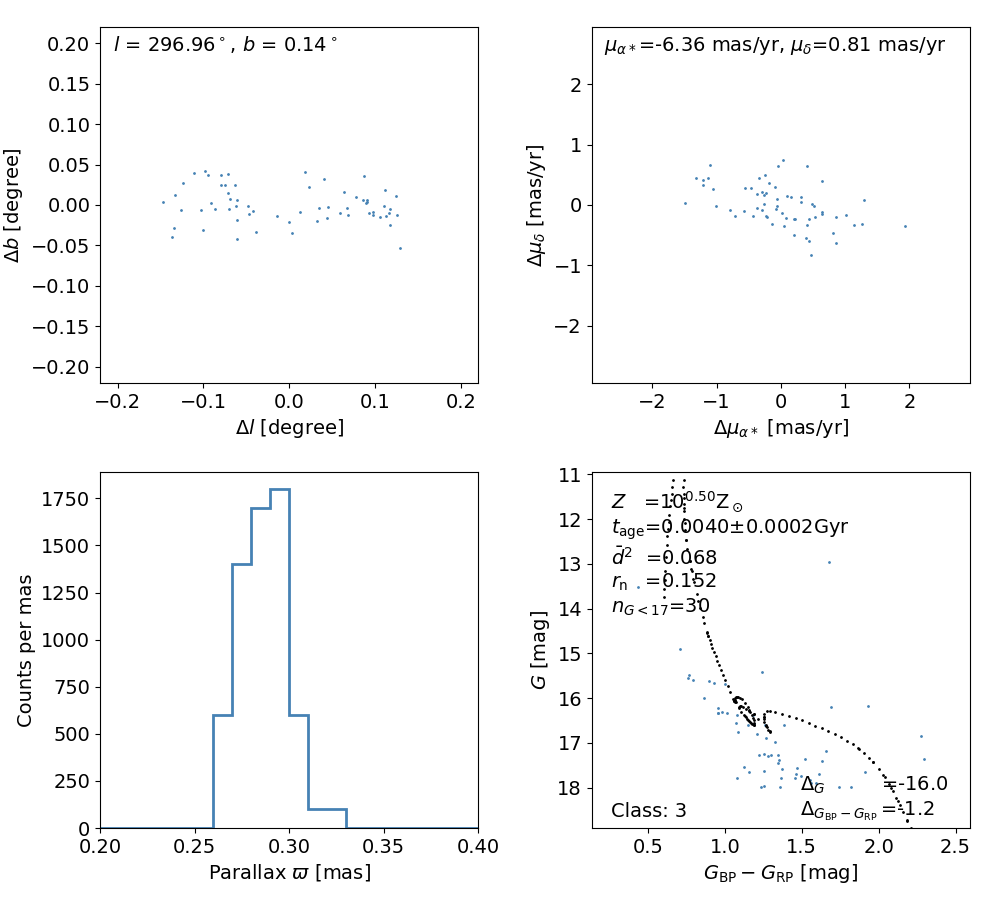 l = 296.96°, b = 0.14°
0.20
0.15
0.10
0.05
0.00
−0.05
−0.10
−0.15
−0.20
Δb [degree]
−0.2 −0.1 0.0 0.1 0.2
Δl [degree]
μα*=-6.36 mas/yr, μδ=0.81 mas/yr
2
1
0
−1
−2
Δμδ [mas/yr]
−2 −1 0 1 2
Δμα* [mas/yr]
1750
1500
1250
1000
750
500
250
0
Counts per mas
0.20 0.25 0.30 0.35 0.40
Parallax ϖ [mas]
11
12
13
14
15
16
17
18
G [mag]
Z =10^0.50 Z⊙
t_age=0.0040±0.0002Gyr
d̄² =0.068
r_n =0.152
n_G<17=30
Δ_G =-16.0
Class: 3
Δ_GBP−GRP =-1.2
0.5 1.0 1.5 2.0 2.5
G_BP − G_RP [mag]